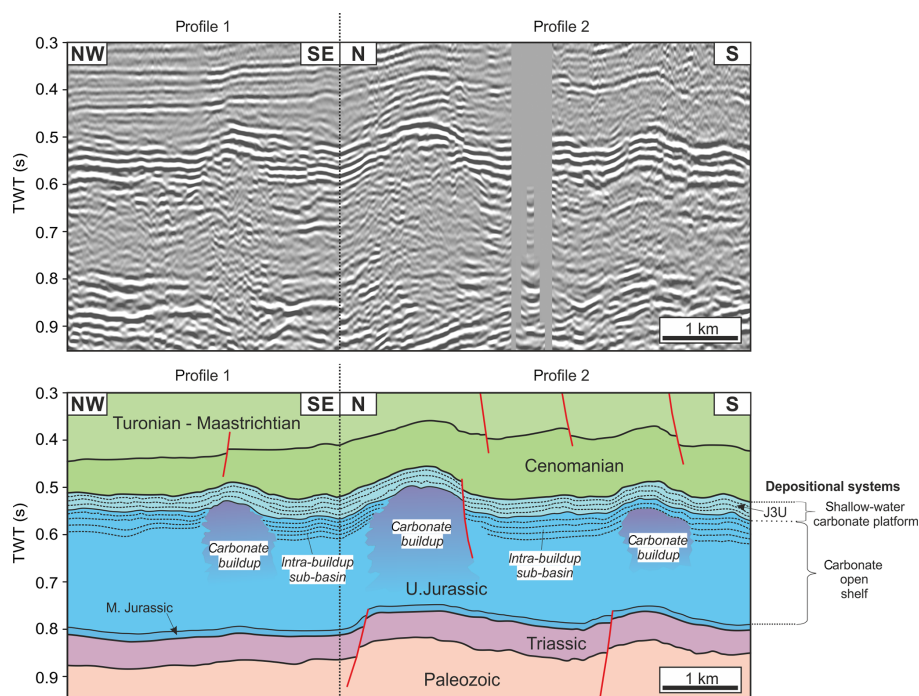 Profile 1
Profile 2
0.3
NW
SE
N
S
0.4
0.5
0.6
0.7
0.8
0.9
TWT (s)
1 km
Profile 1
Profile 2
0.3
NW
SE
N
S
Turonian - Maastrichtian
0.4
Cenomanian
0.5
Depositional systems
J3U
Shallow-water
carbonate platform
Carbonate
buildup
Intra-buildup
sub-basin
Carbonate
buildup
Intra-buildup
sub-basin
Carbonate
buildup
0.6
TWT (s)
Carbonate
open
shelf
U.Jurassic
0.7
M. Jurassic
0.8
Triassic
Paleozoic
0.9
1 km